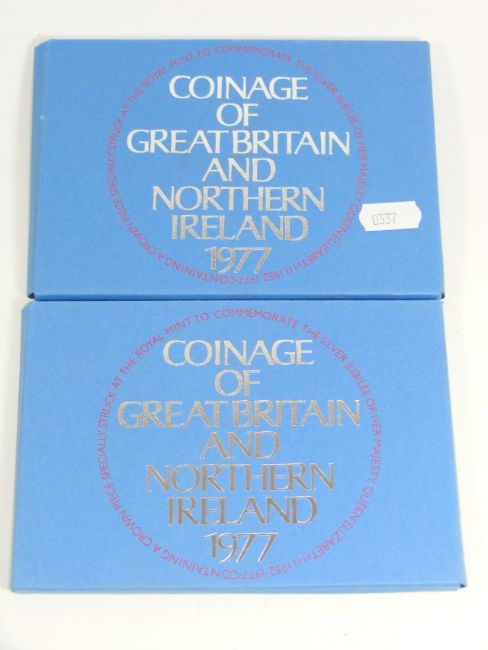 COINAGE
OF
GREAT BRITAIN
AND
NORTHERN
IRELAND
1977
CONTAINING A CROWN PIECE SPECIALLY STRUCK AT THE ROYAL MINT TO COMMEMORATE THE SILVER JUBILEE OF HER MAJESTY QUEEN ELIZABETH II 1952·1977·
0337
COINAGE
OF
GREAT BRITAIN
AND
NORTHERN
IRELAND
1977
CONTAINING A CROWN PIECE SPECIALLY STRUCK AT THE ROYAL MINT TO COMMEMORATE THE SILVER JUBILEE OF HER MAJESTY QUEEN ELIZABETH II 1952·1977·